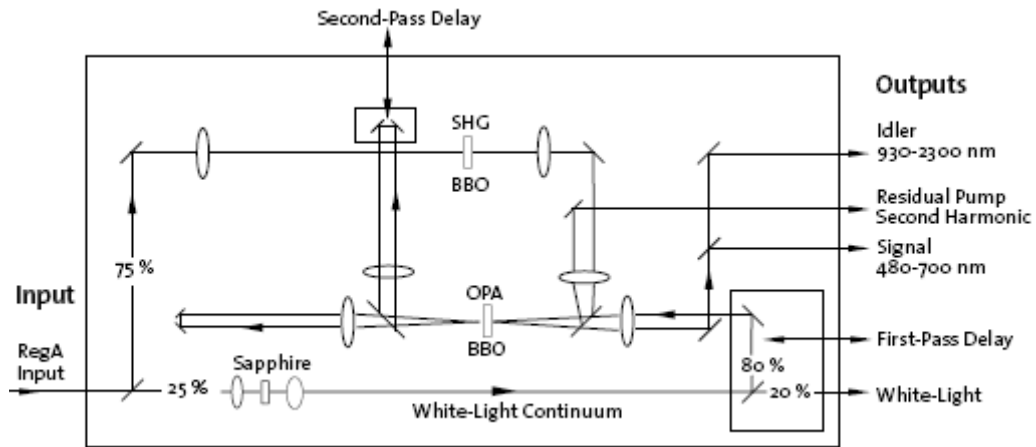 Second-Pass Delay
Outputs
SHG
Idler
930-2300 nm
BBO
Residual Pump
Second Harmonic
Signal
480-700 nm
75 %
Input
OPA
BBO
First-Pass Delay
RegA
Input
Sapphire
80 %
25 %
20 %
White-Light
White-Light Continuum